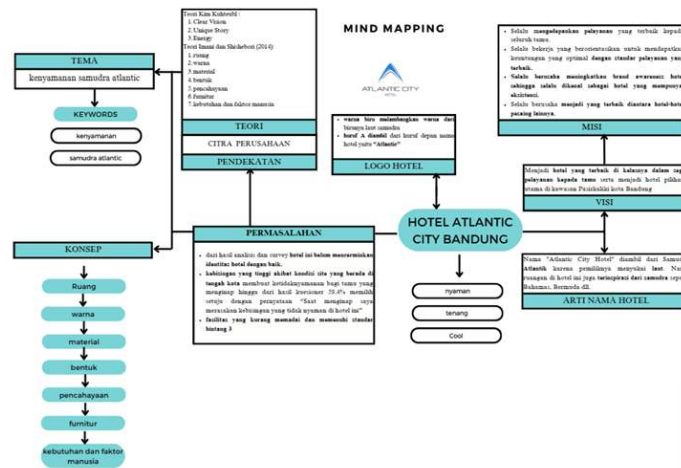 MIND MAPPING
Teori Kim Kuhteubl :
1. Clear Vision
2. Unique Story
3. Energy
Teori Imani dan Shishebori (2014):
1. ruang
2. warna
3. material
4. bentuk
5. pencahayaan
6. furnitur
7. kebutuhan dan faktor manusia
TEORI
CITRA PERUSAHAAN
PENDEKATAN
TEMA
kenyamanan samudra atlantic
KEYWORDS
kenyamanan
samudra atlantic
ATLANTIC CITY
HOTEL
• warna biru melambangkan warna dari
birunya laut samudra
• huruf A diambil dari huruf depan nama
hotel yaitu "Atlantic"
LOGO HOTEL
• Selalu mengedepankan pelayanan yang terbaik kepada
seluruh tamu.
• Selalu bekerja yang berorientasikan untuk mendapatkan
keuntungan yang optimal dengan standar pelayanan yang
terbaik.
• Selalu berusaha meningkatkan brand awareness hotel
sehingga selalu dikenal sebagai hotel yang mempunyai
eksistensi.
• Selalu berusaha menjadi yang terbaik diantara hotel-hotel
pesaing lainnya.
MISI
Menjadi hotel yang terbaik di kelasnya dalam segi
pelayanan kepada tamu serta menjadi hotel pilihan
utama di kawasan Pasirkaliki kota Bandung
VISI
Nama "Atlantic City Hotel" diambil dari Samudra
Atlantik karena pemiliknya menyukai laut. Nama
ruangan di hotel ini juga terinspirasi dari samudra seperti
Bahamas, Bermuda dll.
ARTI NAMA HOTEL
HOTEL ATLANTIC
CITY BANDUNG
nyaman
tenang
Cool
PERMASALAHAN
• dari hasil analisis dan survey hotel ini belum mencerminkan
identitas hotel dengan baik.
• kebisingan yang tinggi akibat kondisi site yang berada di
tengah kota membuat ketidaknyamanan bagi tamu yang
menginap hingga dari hasil kuesioner 50,4% memilih
setuju dengan pernyataan "Saat menginap saya
merasakan kebisingan yang tidak nyaman di hotel ini"
• fasilitas yang kurang memadai dan memenuhi standar
bintang 3
KONSEP
Ruang
warna
material
bentuk
pencahayaan
furnitur
kebutuhan dan faktor
manusia